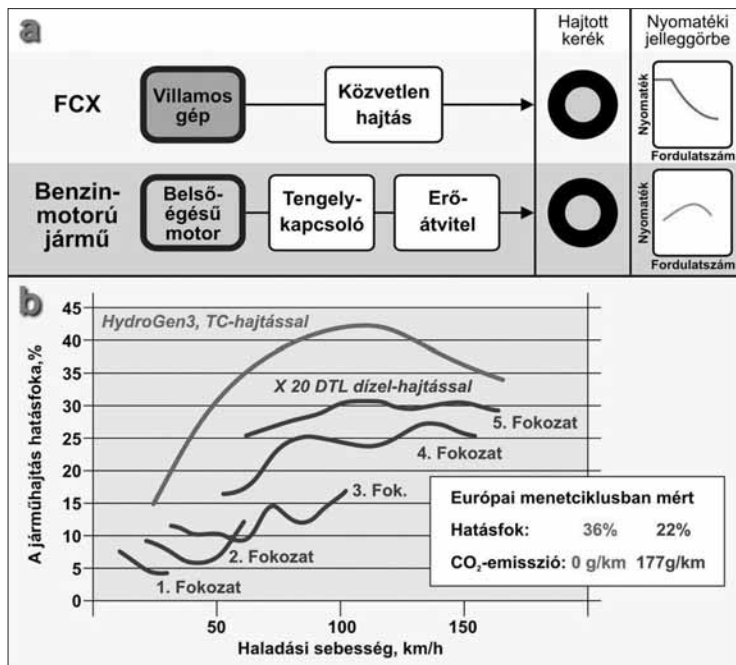 a
Hajtott
kerék
Nyomatéki
jelleggörbe
FCX
Villamos
gép
Közvetlen
hajtás
Nyomaték
Fordulatszám
Benzin-
motorú
jármű
Belső-
égésű
motor
Tengely-
kapcsoló
Erő-
átvitel
Nyomaték
Fordulatszám
b
A járműhajtás hatásfoka,%
45
40
35
30
25
20
15
10
5
0
HydroGen3, TC-hajtással
X 20 DTL dízel-hajtással
5. Fokozat
4. Fokozat
3. Fok.
2. Fokozat
1. Fokozat
Európai menetciklusban mért
Hatásfok: 36% 22%
CO₂-emisszió: 0 g/km 177g/km
50 100 150
Haladási sebesség, km/h